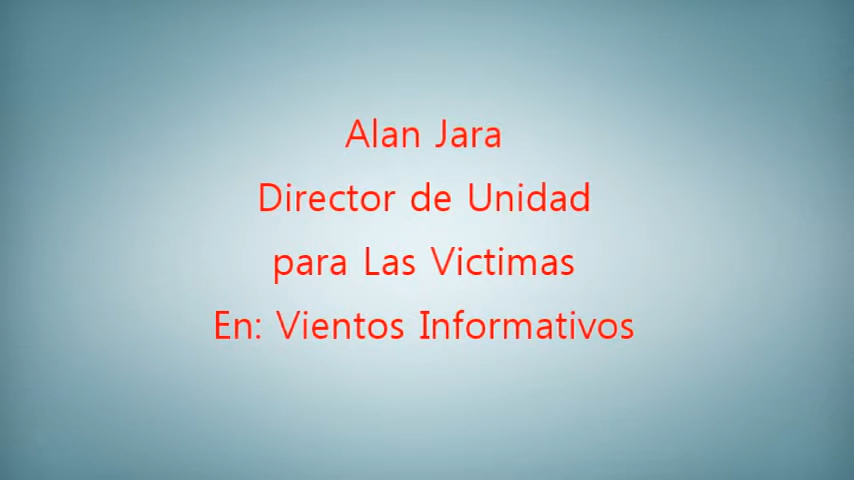 Alan Jara
Director de Unidad
para Las Victimas
En: Vientos Informativos